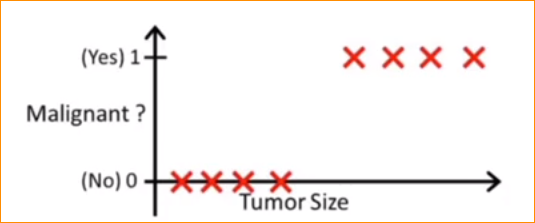 (Yes) 1
Malignant ?
(No) 0
Tumor Size